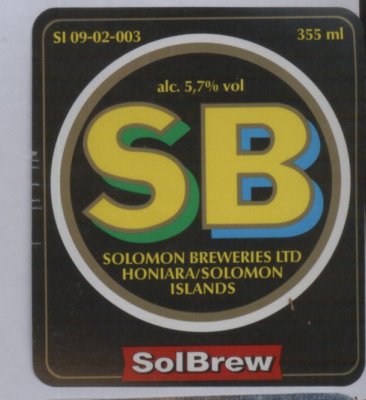 SI 09-02-003
355 ml
alc. 5,7% vol
SB
SOLOMON BREWERIES LTD
HONIARA/SOLOMON
ISLANDS
SolBrew